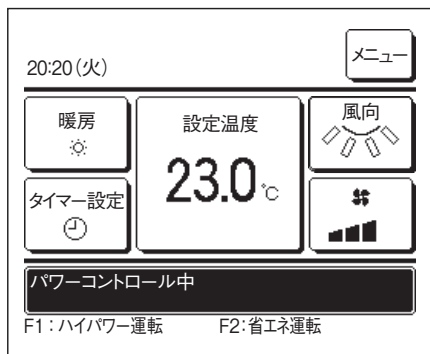 メニュー
20:20(火)
暖房
設定温度
風向
23.0℃
タイマー設定
パワーコントロール中
F1:ハイパワー運転 F2:省エネ運転